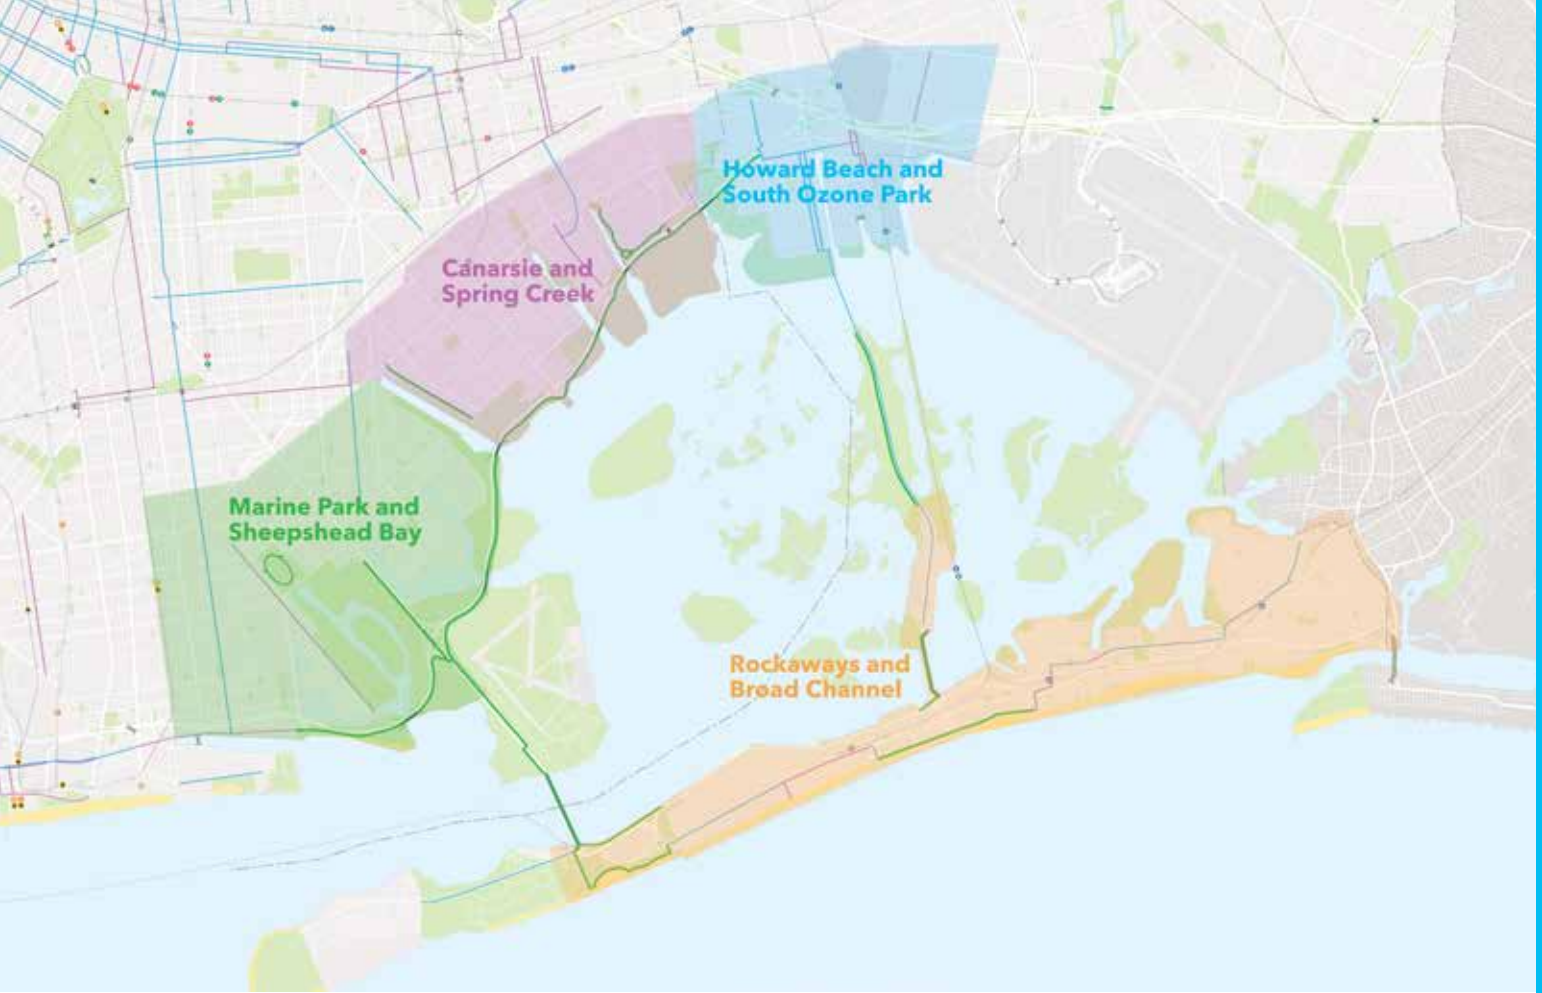 Howard Beach and
South Ozone Park
Canarsie and
Spring Creek
Marine Park and
Sheepshead Bay
Rockaways and
Broad Channel